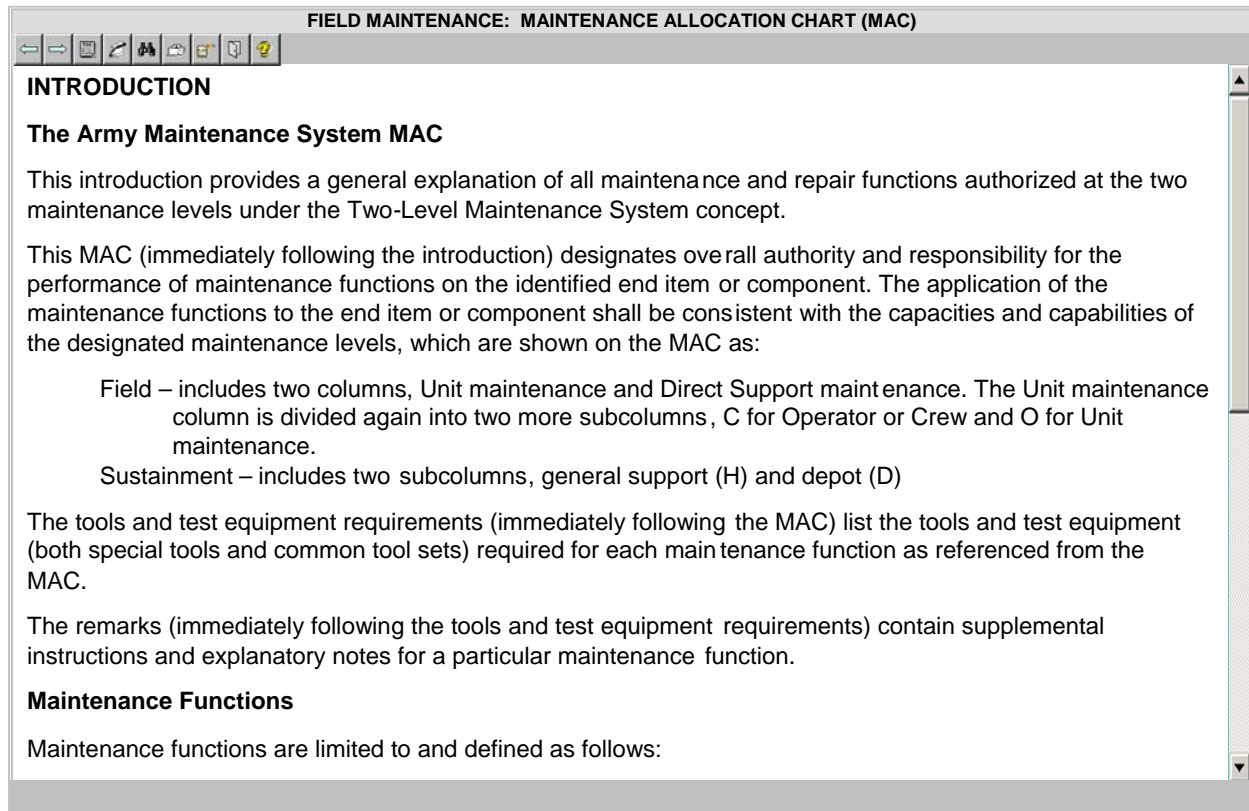 FIELD MAINTENANCE: MAINTENANCE ALLOCATION CHART (MAC)
INTRODUCTION
The Army Maintenance System MAC
This introduction provides a general explanation of all maintenance and repair functions authorized at the two
maintenance levels under the Two-Level Maintenance System concept.
This MAC (immediately following the introduction) designates overall authority and responsibility for the
performance of maintenance functions on the identified end item or component. The application of the
maintenance functions to the end item or component shall be consistent with the capacities and capabilities of
the designated maintenance levels, which are shown on the MAC as:
Field – includes two columns, Unit maintenance and Direct Support maintenance. The Unit maintenance
column is divided again into two more subcolumns, C for Operator or Crew and O for Unit
maintenance.
Sustainment – includes two subcolumns, general support (H) and depot (D)
The tools and test equipment requirements (immediately following the MAC) list the tools and test equipment
(both special tools and common tool sets) required for each maintenance function as referenced from the
MAC.
The remarks (immediately following the tools and test equipment requirements) contain supplemental
instructions and explanatory notes for a particular maintenance function.
Maintenance Functions
Maintenance functions are limited to and defined as follows: